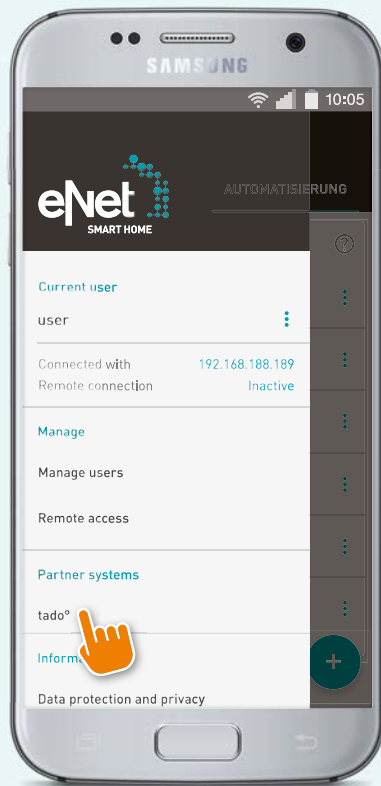 SAMSUNG
10:05
eNet
SMART HOME
AUTOMATISIERUNG
?
Current user
user
Connected with 192.168.188.189
Remote connection Inactive
Manage
Manage users
Remote access
Partner systems
tado°
+
Data protection and privacy